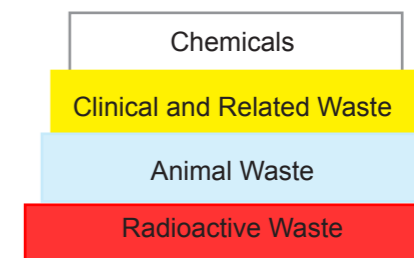 Chemicals
Clinical and Related Waste
Animal Waste
Radioactive Waste